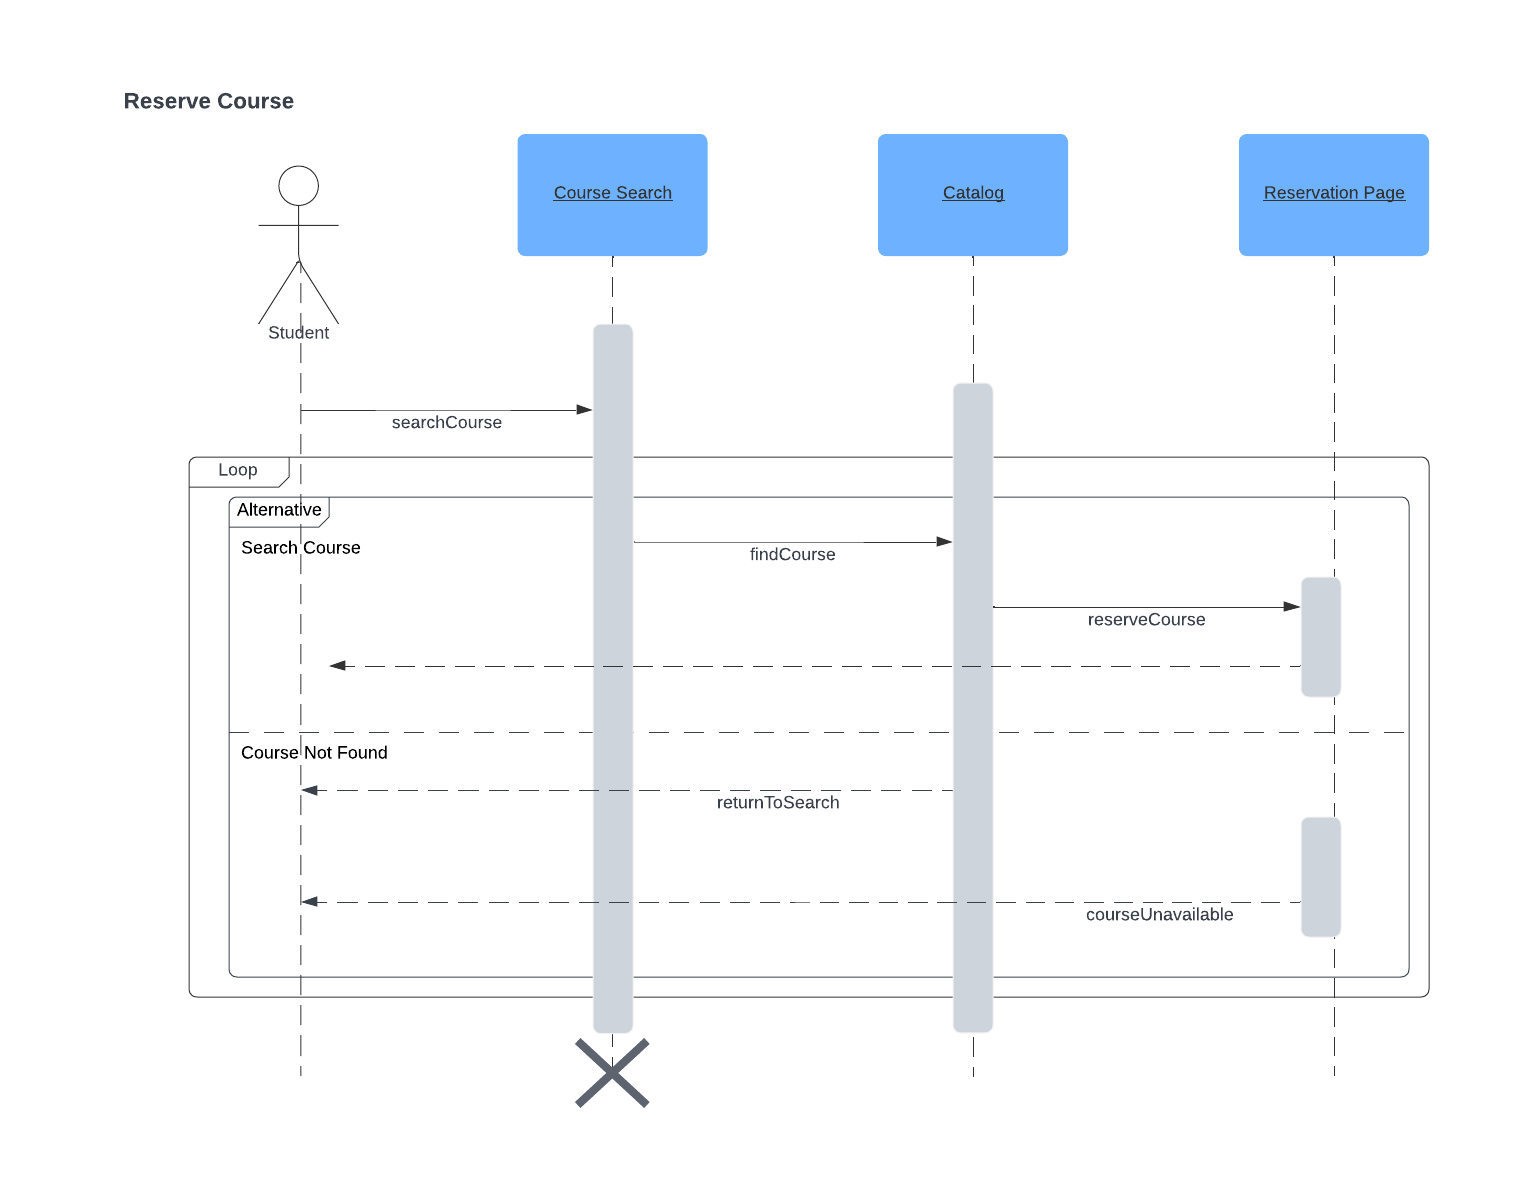 Reserve Course
Course Search
Catalog
Reservation Page
Student
searchCourse
Loop
Alternative
Search Course
findCourse
reserveCourse
Course Not Found
returnToSearch
courseUnavailable